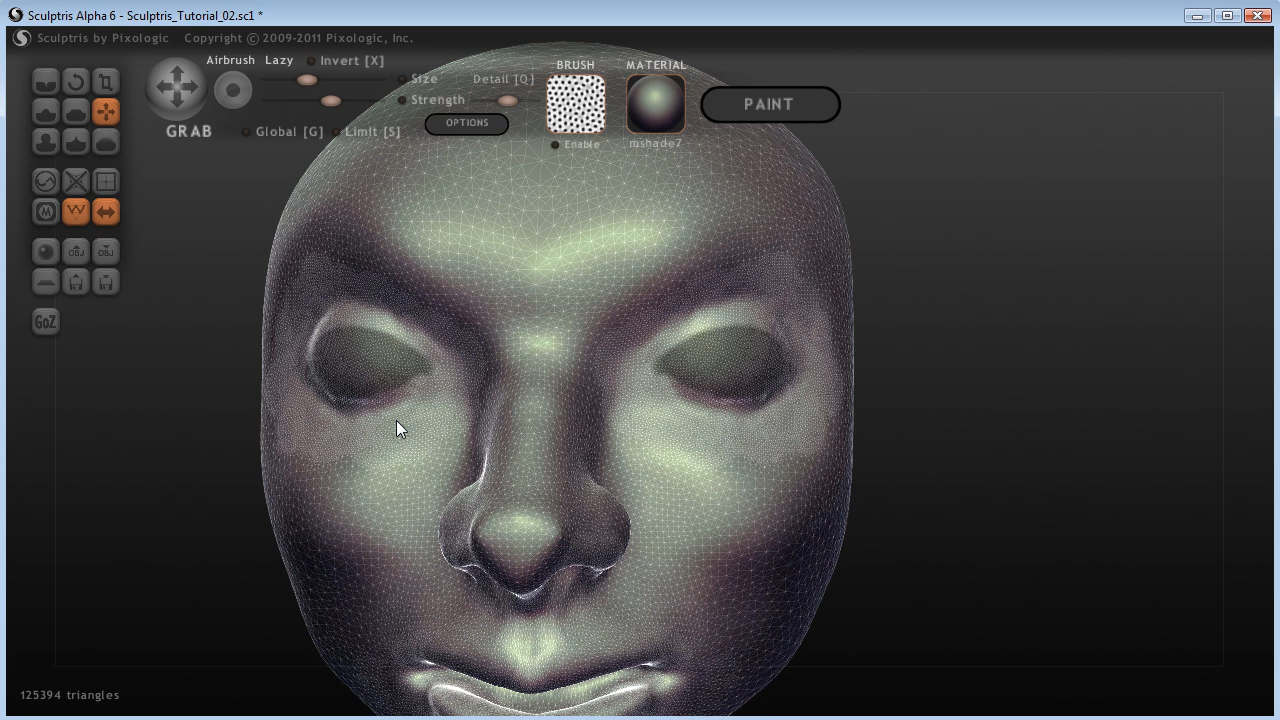 Sculptris Alpha 6 - Sculptris_Tutorial_02.sc1 *
Sculptris by Pixologic Copyright © 2009-2011 Pixologic, Inc.
Airbrush Lazy Invert [X]
BRUSH MATERIAL
Size Detail [Q]
Strength
PAINT
OPTIONS
GRAB Global [G] Limit [S]
Enable mshade7
M
OBJ OBJ
GoZ
125394 triangles